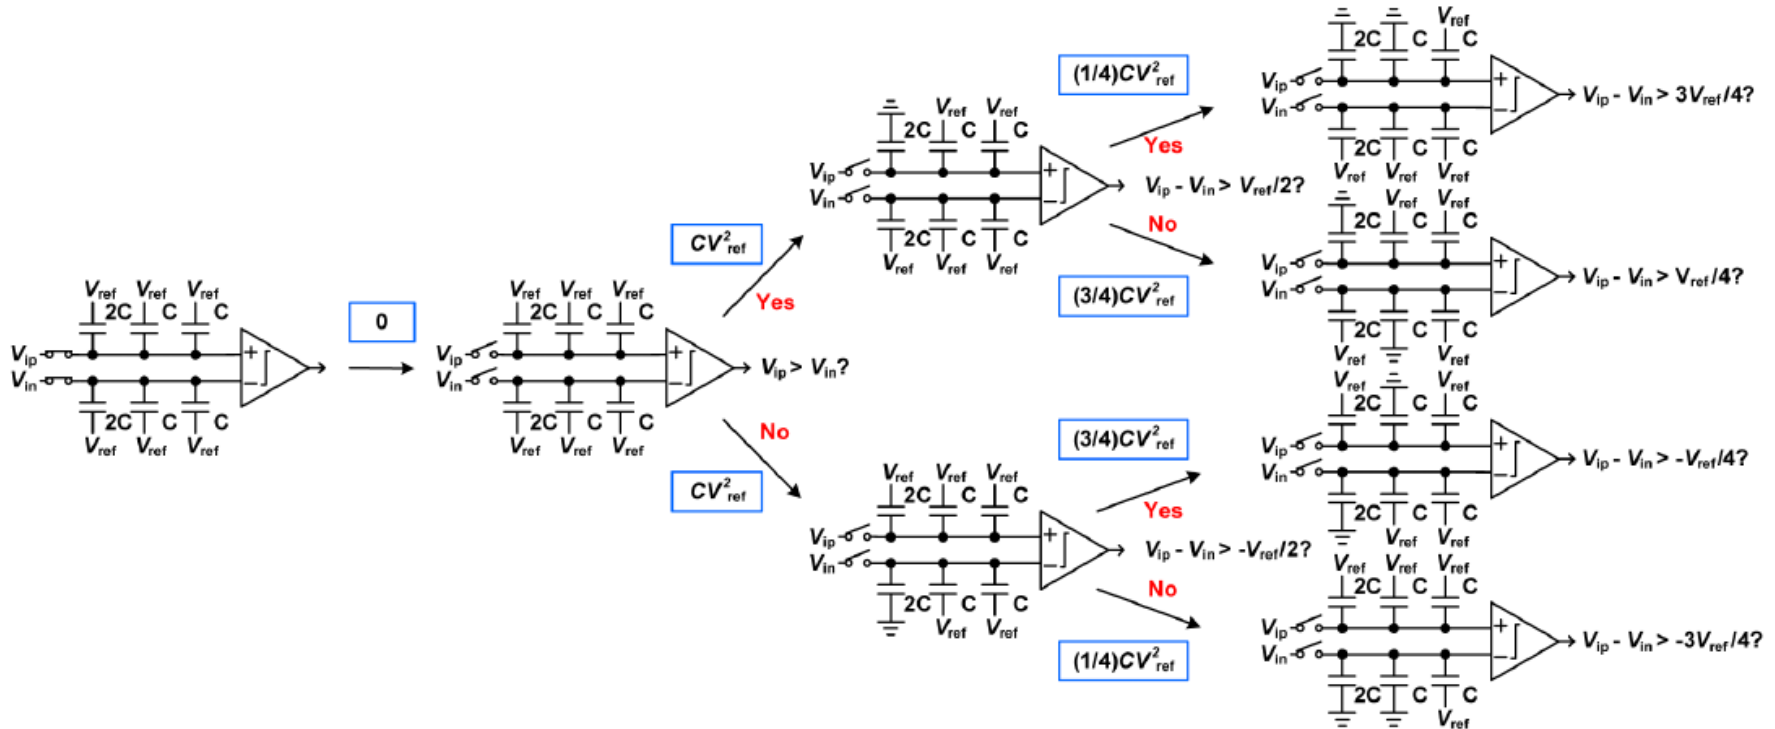 Vref Vref Vref
2C C C
Vip
Vin
+
−
2C C C
Vref Vref Vref
0
Vref Vref Vref
2C C C
Vip
Vin
+
−
2C C C
Vref Vref Vref
Vip > Vin?
CV²ref
Yes
No
CV²ref
Vref Vref
2C C C
Vip
Vin
+
−
2C C C
Vref Vref Vref
Vip - Vin > Vref/2?
(1/4)CV²ref
Yes
No
(3/4)CV²ref
Vref Vref Vref
2C C C
Vip
Vin
+
−
2C C C
Vref Vref
Vip - Vin > -Vref/2?
(3/4)CV²ref
Yes
No
(1/4)CV²ref
Vref
2C C C
Vip
Vin
+
−
2C C C
Vref Vref Vref
Vip - Vin > 3Vref/4?
Vref Vref
2C C C
Vip
Vin
+
−
2C C C
Vref Vref
Vip - Vin > Vref/4?
Vref Vref
2C C C
Vip
Vin
+
−
2C C C
Vref Vref
Vip - Vin > -Vref/4?
Vref Vref Vref
2C C C
Vip
Vin
+
−
2C C C
Vref
Vip - Vin > -3Vref/4?